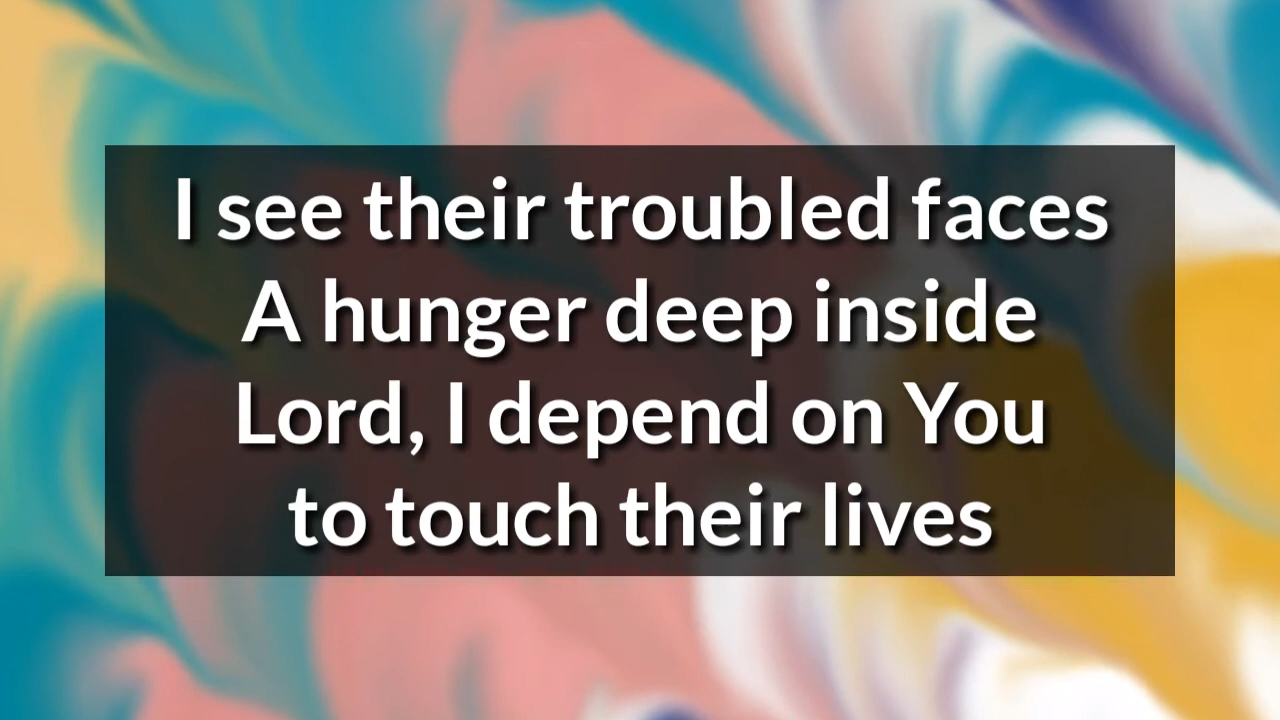 I see their troubled faces
A hunger deep inside
Lord, I depend on You
to touch their lives